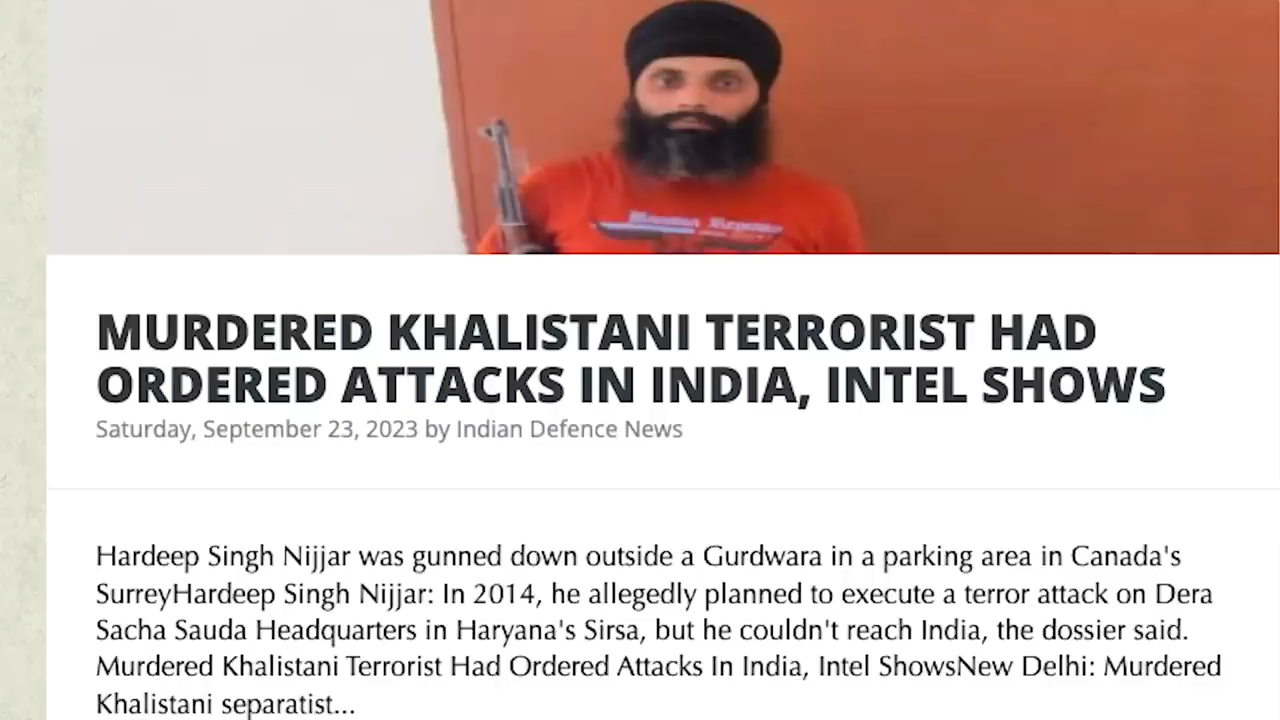 MURDERED KHALISTANI TERRORIST HAD
ORDERED ATTACKS IN INDIA, INTEL SHOWS
Saturday, September 23, 2023 by Indian Defence News
Hardeep Singh Nijjar was gunned down outside a Gurdwara in a parking area in Canada's
SurreyHardeep Singh Nijjar: In 2014, he allegedly planned to execute a terror attack on Dera
Sacha Sauda Headquarters in Haryana's Sirsa, but he couldn't reach India, the dossier said.
Murdered Khalistani Terrorist Had Ordered Attacks In India, Intel ShowsNew Delhi: Murdered
Khalistani separatist...